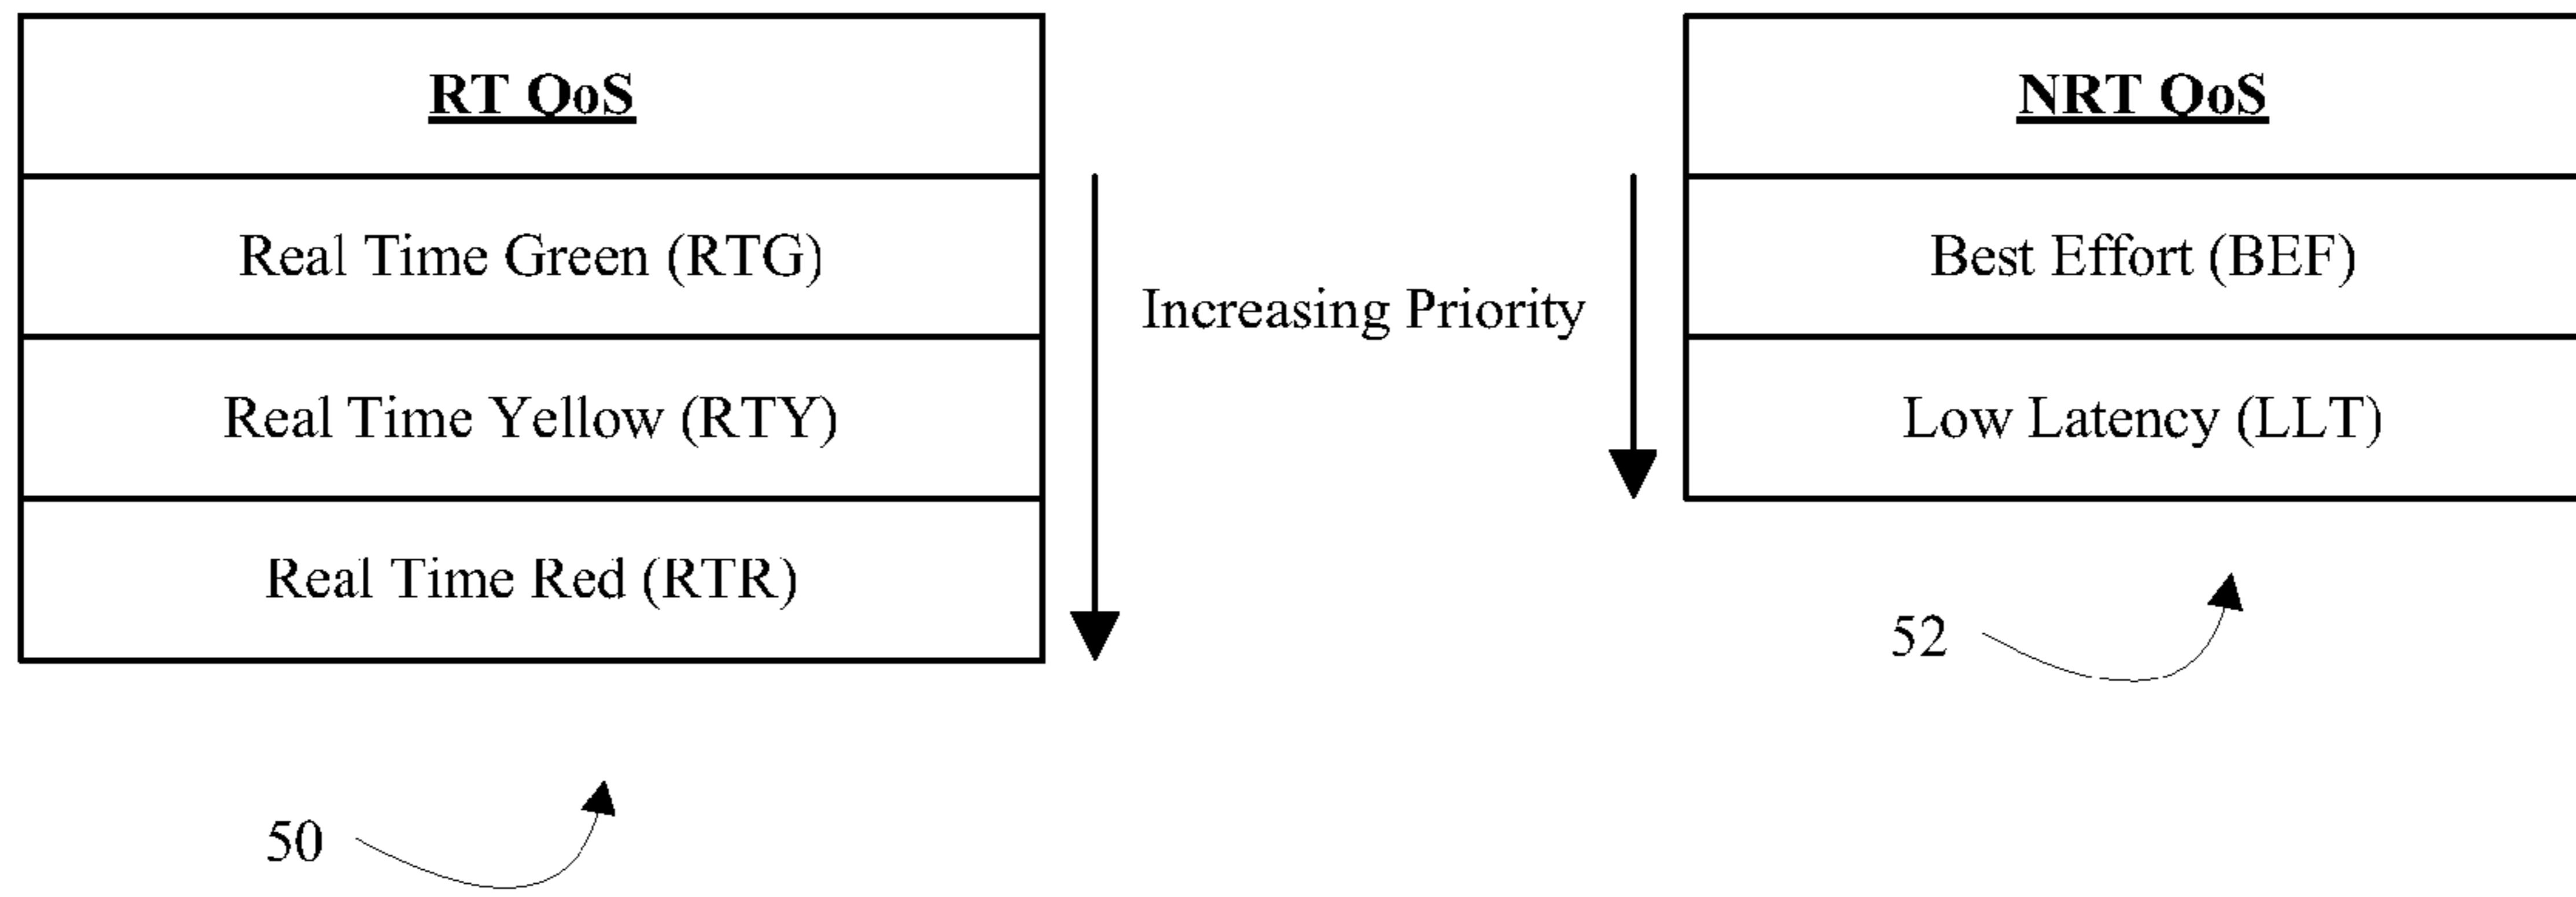 RT QoS
Real Time Green (RTG)
Real Time Yellow (RTY)
Real Time Red (RTR)
50
Increasing Priority
NRT QoS
Best Effort (BEF)
Low Latency (LLT)
52